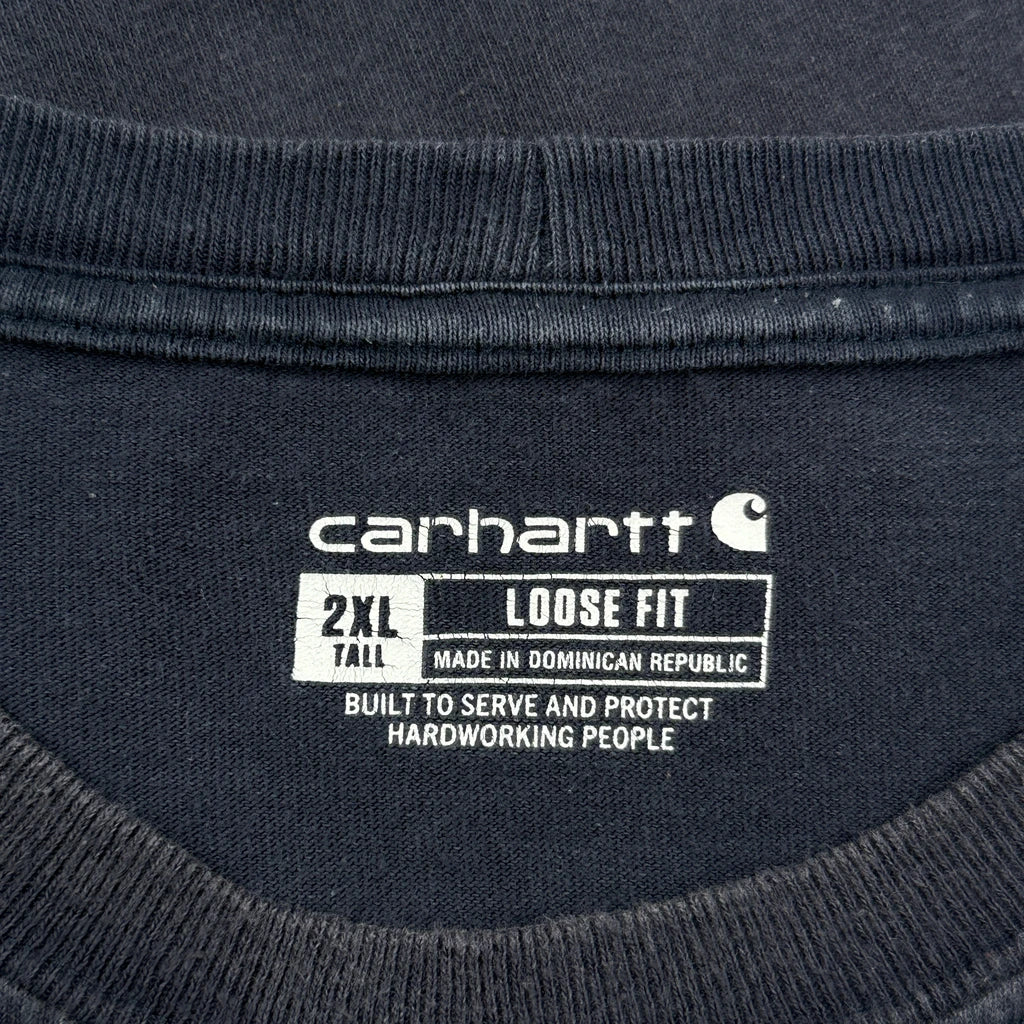 carhartt
2XL
TALL
LOOSE FIT
MADE IN DOMINICAN REPUBLIC
BUILT TO SERVE AND PROTECT
HARDWORKING PEOPLE